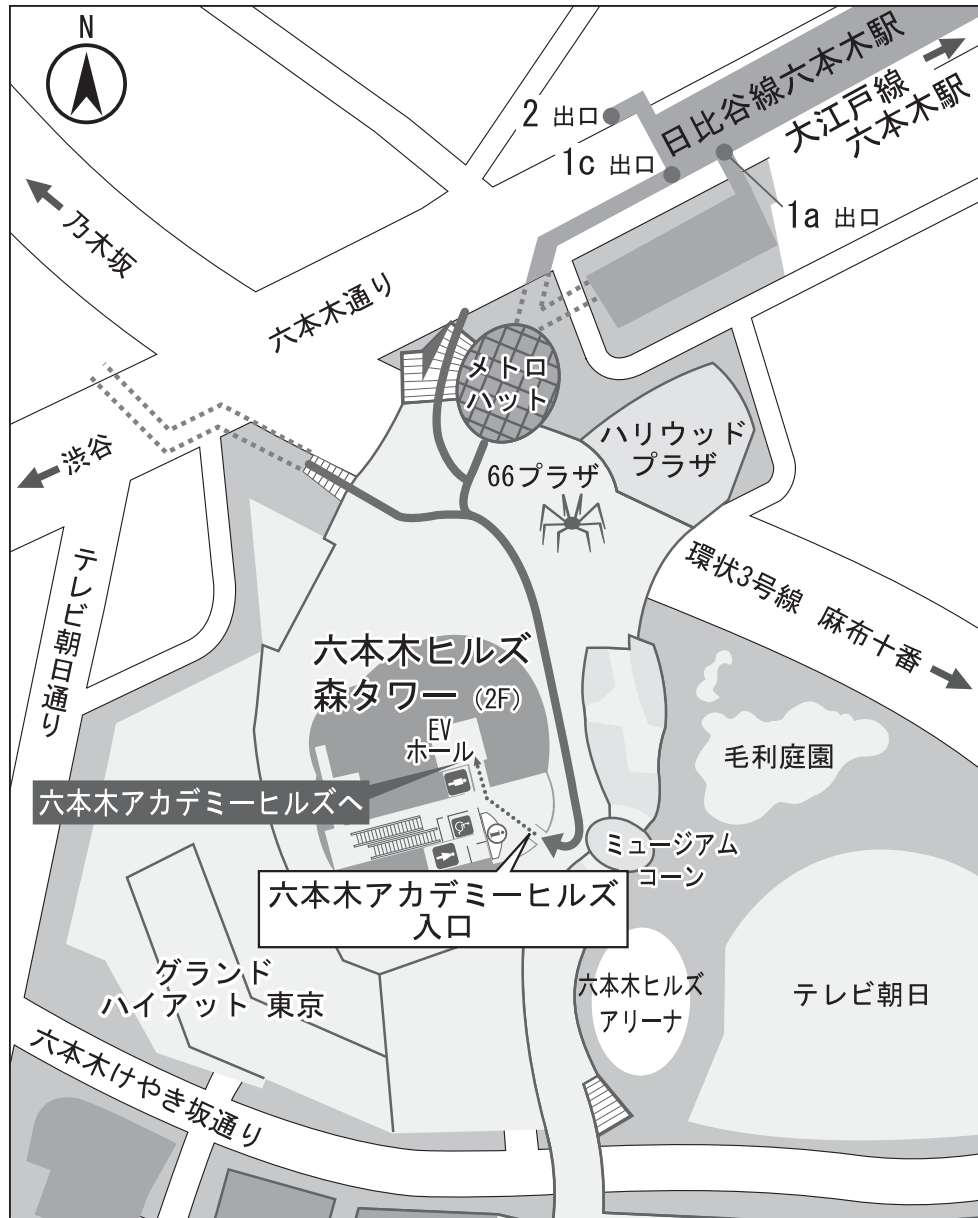 N
日比谷線六本木駅
大江戸線
六本木駅
2 出口
1c 出口
1a 出口
乃木坂
六本木通り
メトロ
ハット
ハリウッド
プラザ
66プラザ
渋谷
テレビ朝日通り
環状3号線 麻布十番
六本木ヒルズ
森タワー (2F)
EV
ホール
毛利庭園
六本木アカデミーヒルズへ
ミュージアム
コーン
六本木アカデミーヒルズ
入口
グランド
ハイアット 東京
六本木ヒルズ
アリーナ
テレビ朝日
六本木けやき坂通り